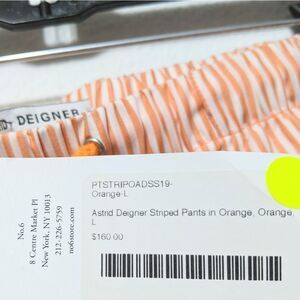 DEIGNER
No.6
8 Centre Market Pl
New York, NY 10013
212-226-5759
no6store.com
PTSTRIPOADSS19-
Orange-L
Astrid Deigner Striped Pants in Orange, Orange,
L
$160.00